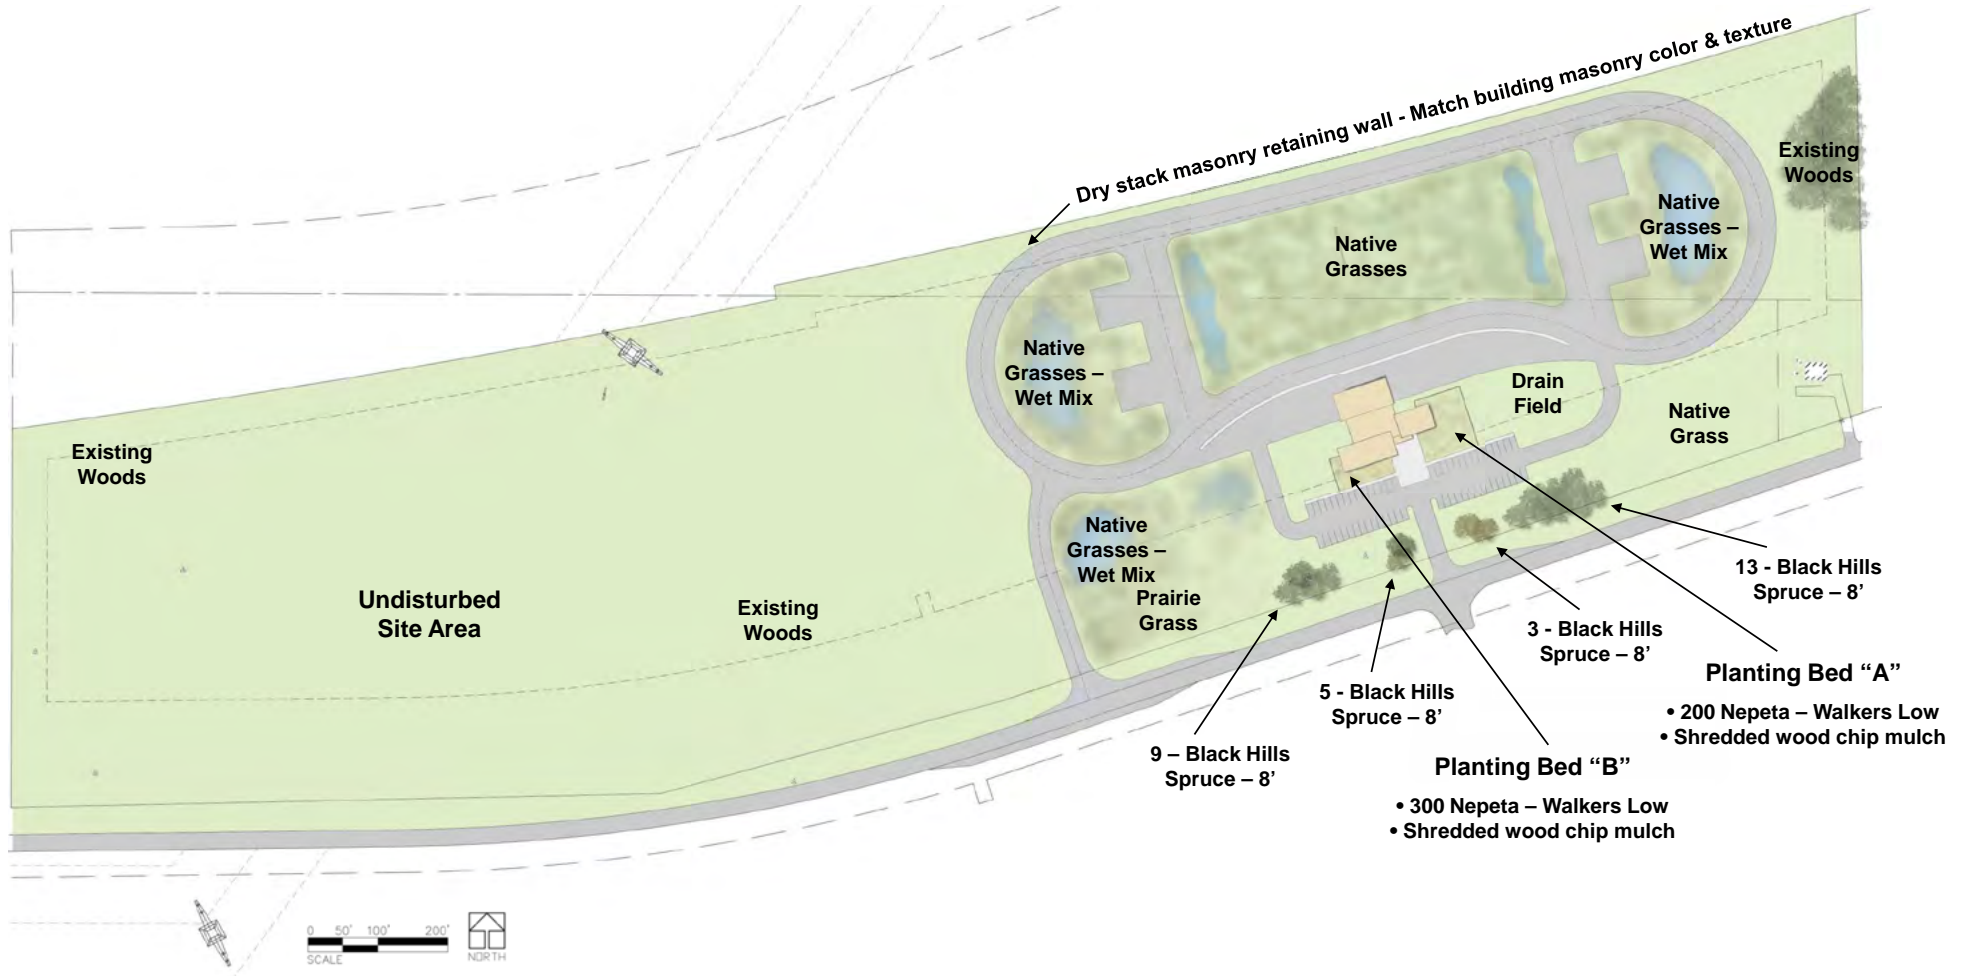 Dry stack masonry retaining wall - Match building masonry color & texture
Existing
Woods
Native
Grasses –
Wet Mix
Native
Grasses
Native
Grasses –
Wet Mix
Drain
Field
Native
Grass
Existing
Woods
Native
Grasses –
Wet Mix
Prairie
Grass
Undisturbed
Site Area
Existing
Woods
13 - Black Hills
Spruce – 8’
3 - Black Hills
Spruce – 8’
5 - Black Hills
Spruce – 8’
9 – Black Hills
Spruce – 8’
Planting Bed “A”
• 200 Nepeta – Walkers Low
• Shredded wood chip mulch
Planting Bed “B”
• 300 Nepeta – Walkers Low
• Shredded wood chip mulch
0 50' 100' 200'
SCALE
NORTH